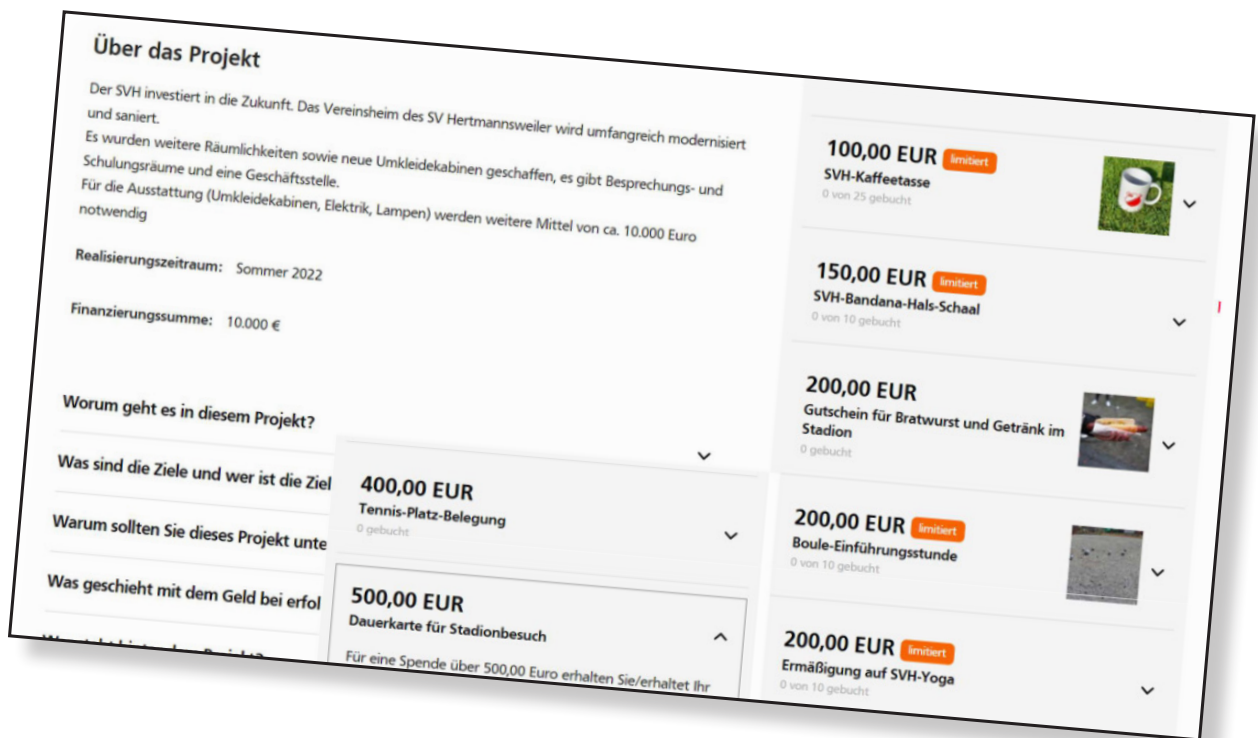 Über das Projekt
Der SVH investiert in die Zukunft. Das Vereinsheim des SV Hertmannsweiler wird umfangreich modernisiert
und saniert.
Es wurden weitere Räumlichkeiten sowie neue Umkleidekabinen geschaffen, es gibt Besprechungs- und
Schulungsräume und eine Geschäftsstelle.
Für die Ausstattung (Umkleidekabinen, Elektrik, Lampen) werden weitere Mittel von ca. 10.000 Euro
notwendig
Realisierungszeitraum: Sommer 2022
Finanzierungssumme: 10.000 €
Worum geht es in diesem Projekt?
Was sind die Ziele und wer ist die Ziel
Warum sollten Sie dieses Projekt unte
Was geschieht mit dem Geld bei erfol
400,00 EUR
Tennis-Platz-Belegung
0 gebucht
500,00 EUR
Dauerkarte für Stadionbesuch
Für eine Spende über 500,00 Euro erhalten Sie/erhaltet Ihr
100,00 EUR limitiert
SVH-Kaffeetasse
0 von 25 gebucht
150,00 EUR limitiert
SVH-Bandana-Hals-Schaal
0 von 10 gebucht
200,00 EUR
Gutschein für Bratwurst und Getränk im
Stadion
0 gebucht
200,00 EUR limitiert
Boule-Einführungsstunde
0 von 10 gebucht
200,00 EUR limitiert
Ermäßigung auf SVH-Yoga
0 von 10 gebucht